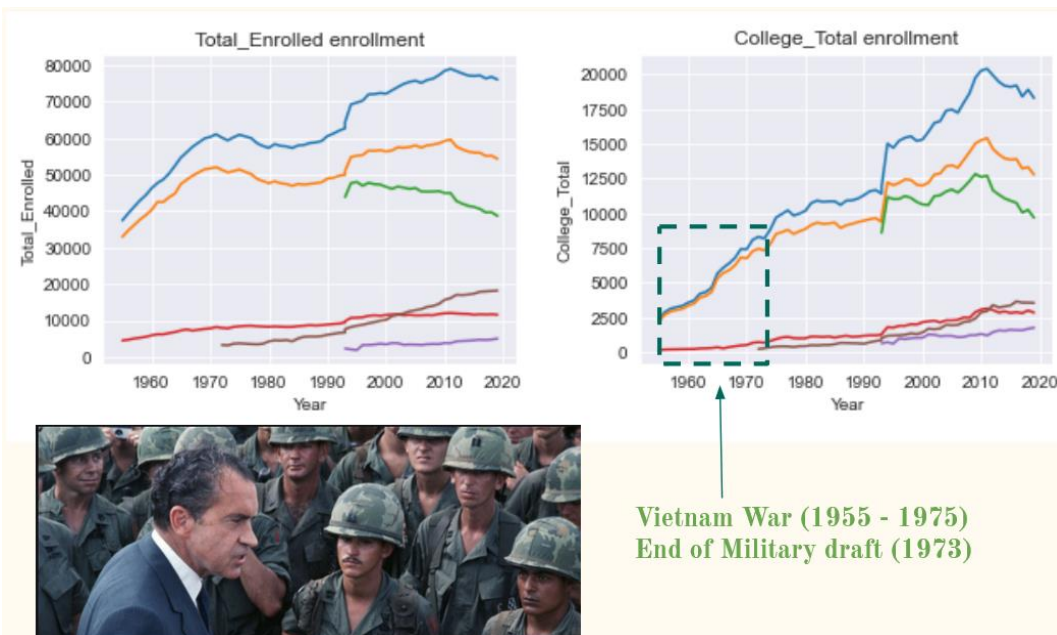 Total_Enrolled enrollment
80000
70000
60000
50000
40000
30000
20000
10000
0
Total_Enrolled
1960 1970 1980 1990 2000 2010 2020
Year
College_Total enrollment
20000
17500
15000
12500
10000
7500
5000
2500
0
College_Total
1960 1970 1980 1990 2000 2010 2020
Year
Vietnam War (1955 - 1975)
End of Military draft (1973)